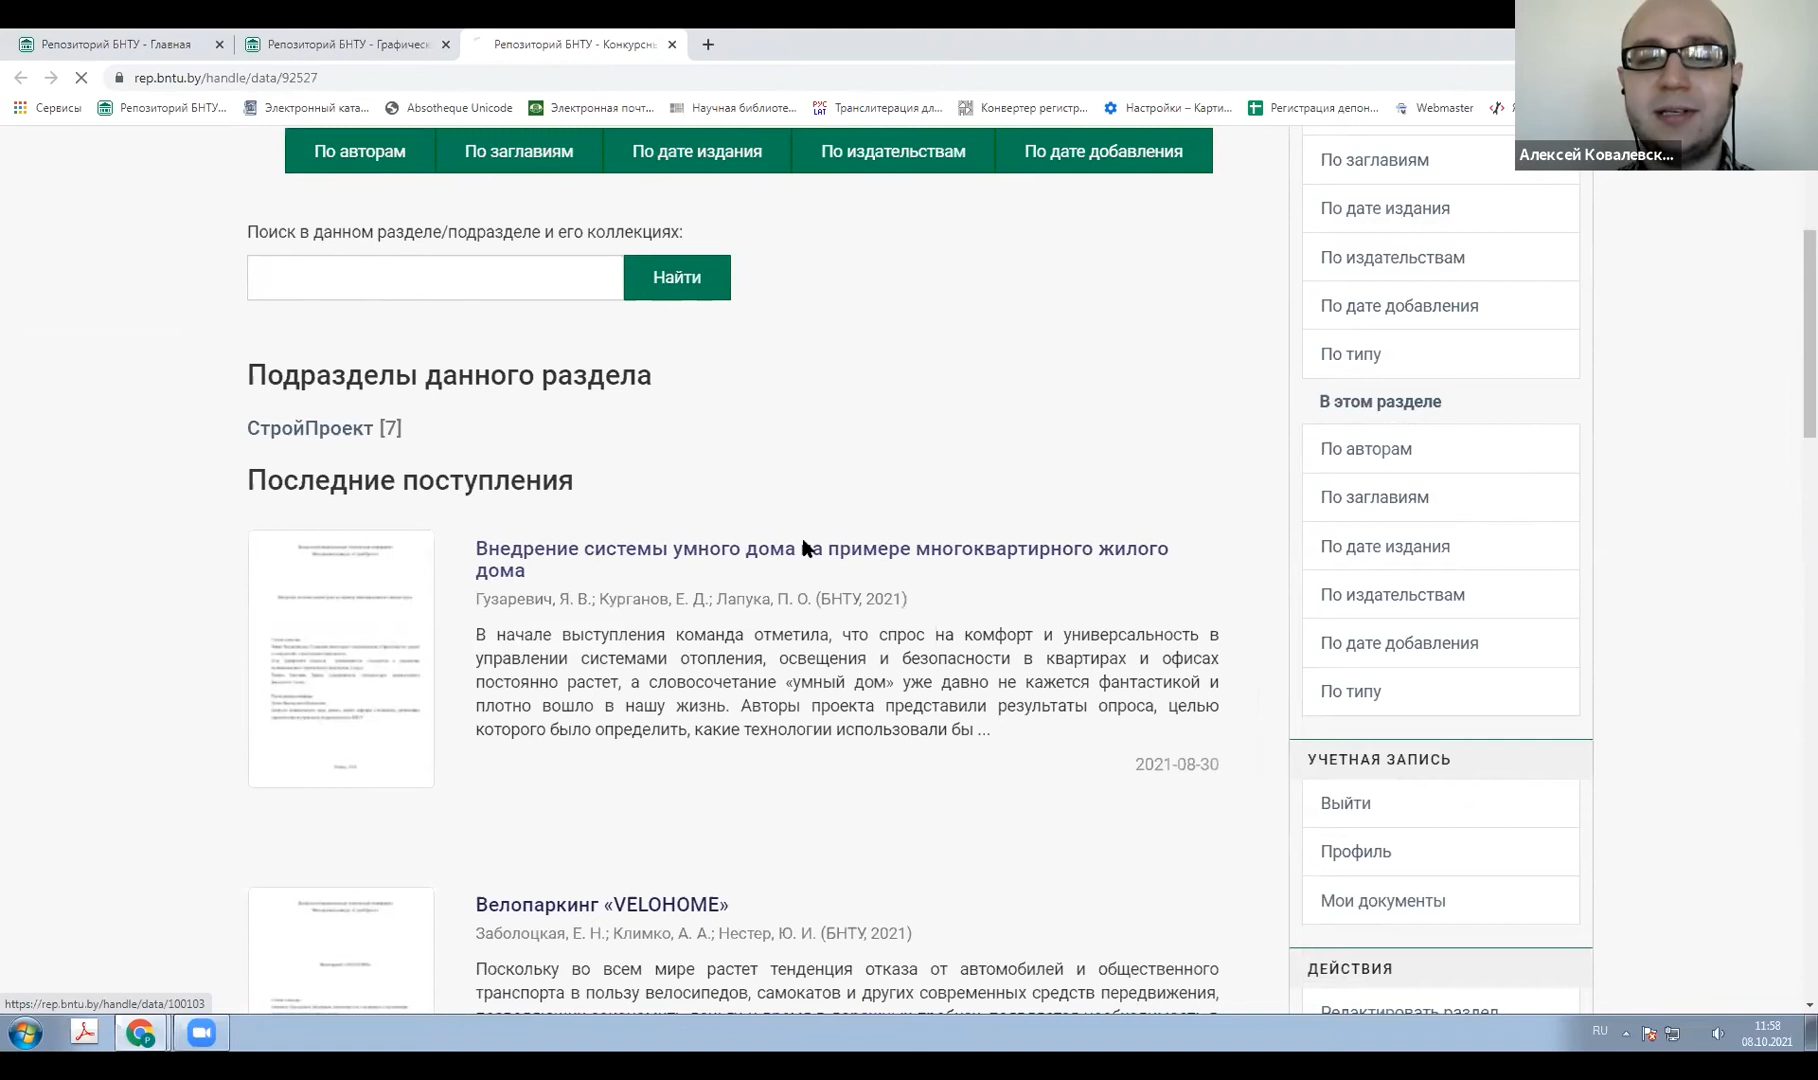 Репозиторий БНТУ - Главная
Репозиторий БНТУ - Графическ
Репозиторий БНТУ - Конкурснь
rep.bntu.by/handle/data/92527
Сервисы
Репозиторий БНТУ...
Электронный ката...
Absotheque Unicode
Электронная почт...
Научная библиоте...
РУС LAT Транслитерация дл...
Конвертер регистр...
Настройки – Карти...
Регистрация депон...
Webmaster
Алексей Ковалевск...
По авторам
По заглавиям
По дате издания
По издательствам
По дате добавления
Поиск в данном разделе/подразделе и его коллекциях:
Найти
Подразделы данного раздела
СтройПроект [7]
Последние поступления
Внедрение системы умного дома на примере многоквартирного жилого
дома
Гузаревич, Я. В.; Курганов, Е. Д.; Лапука, П. О. (БНТУ, 2021)
В начале выступления команда отметила, что спрос на комфорт и универсальность в
управлении системами отопления, освещения и безопасности в квартирах и офисах
постоянно растет, а словосочетание «умный дом» уже давно не кажется фантастикой и
плотно вошло в нашу жизнь. Авторы проекта представили результаты опроса, целью
которого было определить, какие технологии использовали бы ...
2021-08-30
Велопаркинг «VELOHOME»
Заболоцкая, Е. Н.; Климко, А. А.; Нестер, Ю. И. (БНТУ, 2021)
Поскольку во всем мире растет тенденция отказа от автомобилей и общественного
транспорта в пользу велосипедов, самокатов и других современных средств передвижения,
По заглавиям
По дате издания
По издательствам
По дате добавления
По типу
В этом разделе
По авторам
По заглавиям
По дате издания
По издательствам
По дате добавления
По типу
УЧЕТНАЯ ЗАПИСЬ
Выйти
Профиль
Мои документы
ДЕЙСТВИЯ
Редактировать раздел
https://rep.bntu.by/handle/data/100103
RU
11:58
08.10.2021